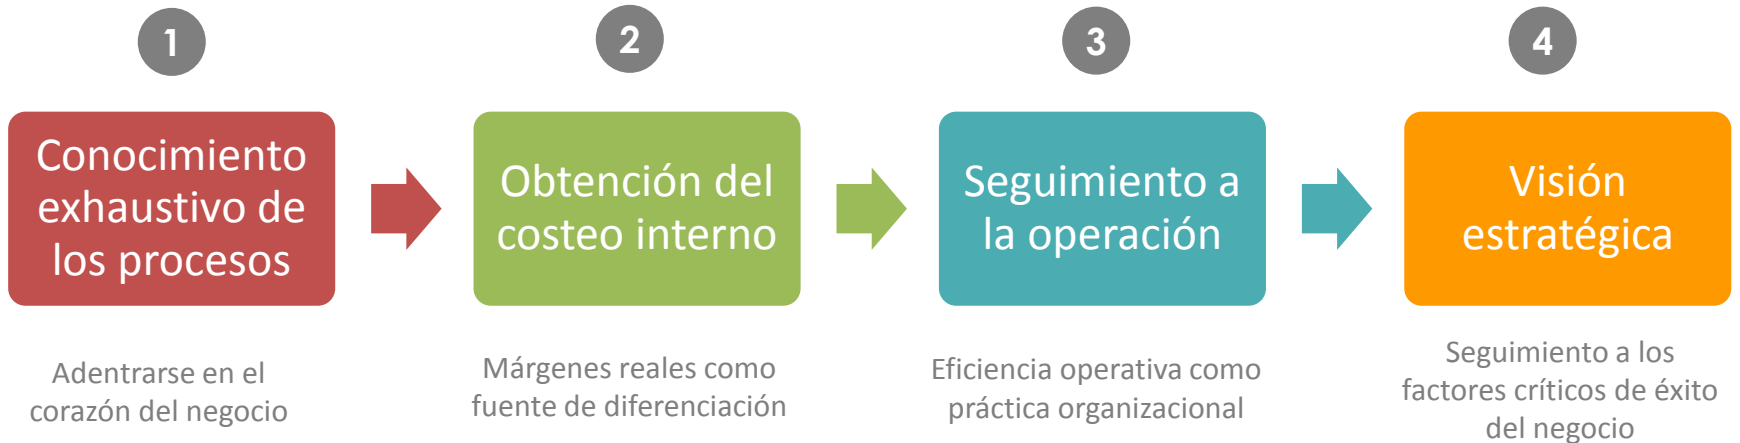 1
Conocimiento
exhaustivo de
los procesos
Adentrarse en el
corazón del negocio
2
Obtención del
costeo interno
Márgenes reales como
fuente de diferenciación
3
Seguimiento a
la operación
Eficiencia operativa como
práctica organizacional
4
Visión
estratégica
Seguimiento a los
factores críticos de éxito
del negocio